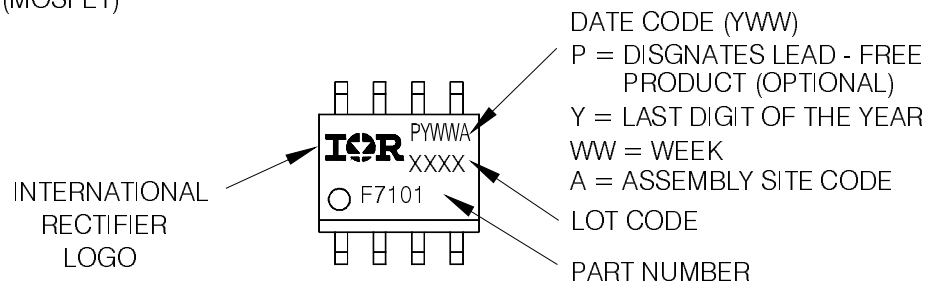 (MOSFET)
DATE CODE (YWW)
P = DISGNATES LEAD - FREE
PRODUCT (OPTIONAL)
Y = LAST DIGIT OF THE YEAR
WW = WEEK
A = ASSEMBLY SITE CODE
LOT CODE
PART NUMBER
INTERNATIONAL
RECTIFIER
LOGO
IOR
PYWWA
XXXX
F7101